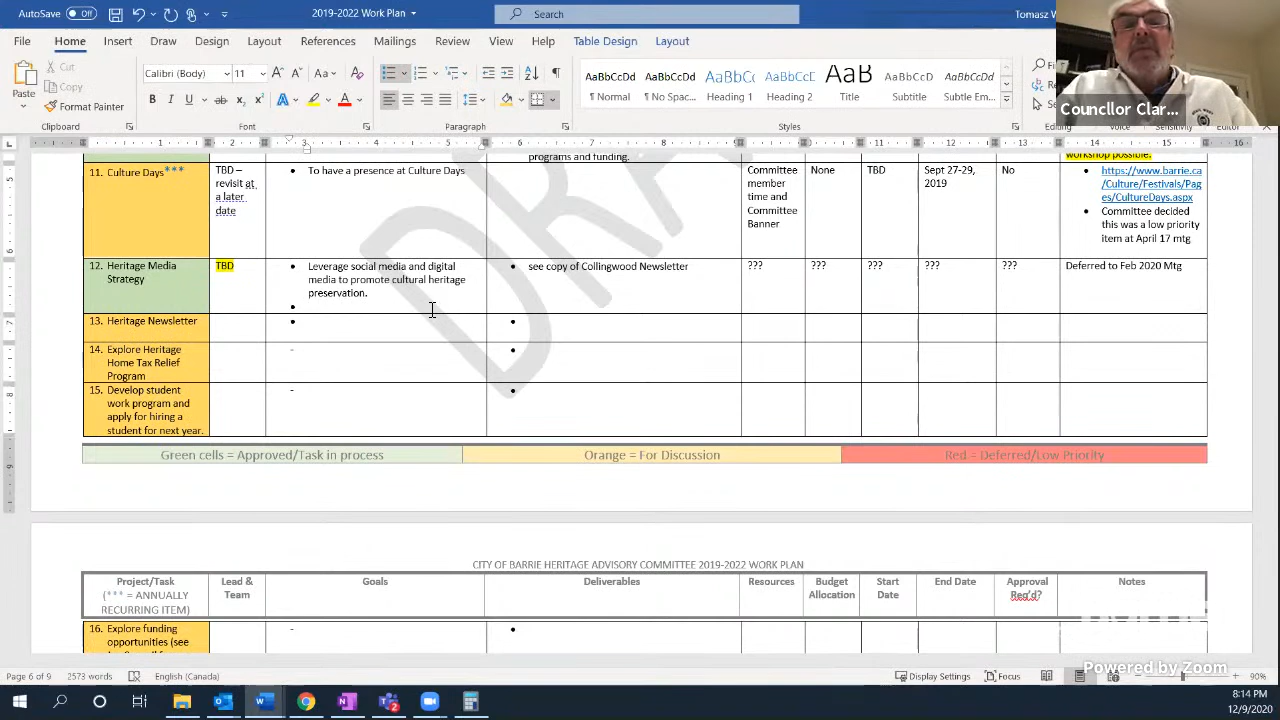 AutoSave Off
2019-2022 Work Plan
Search
Tomasz W
File Home Insert Draw Design Layout References Mailings Review View Help Table Design Layout
Cut
Copy
Paste
Format Painter
Calibri (Body) 11
Clipboard Font Paragraph Styles Editing
AaBbCcDd AaBbCcDd AaBbCc AaBbCcC AaB AaBbCcD AaBbCcDd
¶ Normal ¶ No Spac... Heading 1 Heading 2 Title Subtitle Subtle Em...
Councllor Clar...
programs and funding.
workshop possible.
11. Culture Days***
TBD –
revisit at
a later
date
To have a presence at Culture Days
Committee
member
time and
Committee
Banner
None
TBD
Sept 27-29,
2019
No
https://www.barrie.ca
/Culture/Festivals/Pag
es/CultureDays.aspx
Committee decided
this was a low priority
item at April 17 mtg
12. Heritage Media
Strategy
TBD
Leverage social media and digital
media to promote cultural heritage
preservation.
see copy of Collingwood Newsletter
??? ??? ??? ??? ???
Deferred to Feb 2020 Mtg
13. Heritage Newsletter
14. Explore Heritage
Home Tax Relief
Program
15. Develop student
work program and
apply for hiring a
student for next year.
Green cells = Approved/Task in process
Orange = For Discussion
Red = Deferred/Low Priority
CITY OF BARRIE HERITAGE ADVISORY COMMITTEE 2019-2022 WORK PLAN
Project/Task
(*** = ANNUALLY
RECURRING ITEM)
Lead &
Team
Goals
Deliverables
Resources
Budget
Allocation
Start
Date
End Date
Approval
Req'd?
Notes
16. Explore funding
opportunities (see
Powered by Zoom
Page 6 of 9 2573 words English (Canada) Display Settings Focus 90%
8:14 PM
12/9/2020